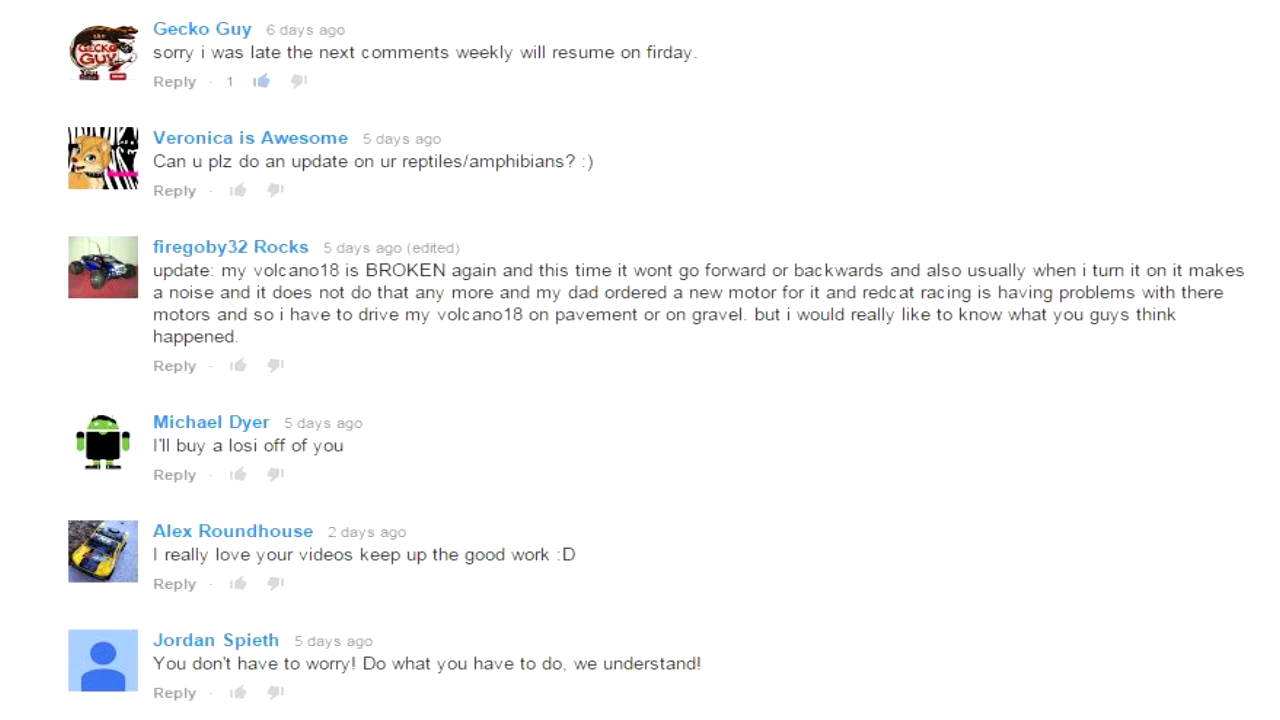 GECKO
GUY
Gecko Guy 6 days ago
sorry i was late the next comments weekly will resume on firday.
Reply · 1
Veronica is Awesome 5 days ago
Can u plz do an update on ur reptiles/amphibians? :)
Reply ·
firegoby32 Rocks 5 days ago (edited)
update: my volcano18 is BROKEN again and this time it wont go forward or backwards and also usually when i turn it on it makes
a noise and it does not do that any more and my dad ordered a new motor for it and redcat racing is having problems with there
motors and so i have to drive my volcano18 on pavement or on gravel. but i would really like to know what you guys think
happened.
Reply ·
Michael Dyer 5 days ago
I'll buy a losi off of you
Reply ·
Alex Roundhouse 2 days ago
I really love your videos keep up the good work :D
Reply ·
Jordan Spieth 5 days ago
You don't have to worry! Do what you have to do, we understand!
Reply ·